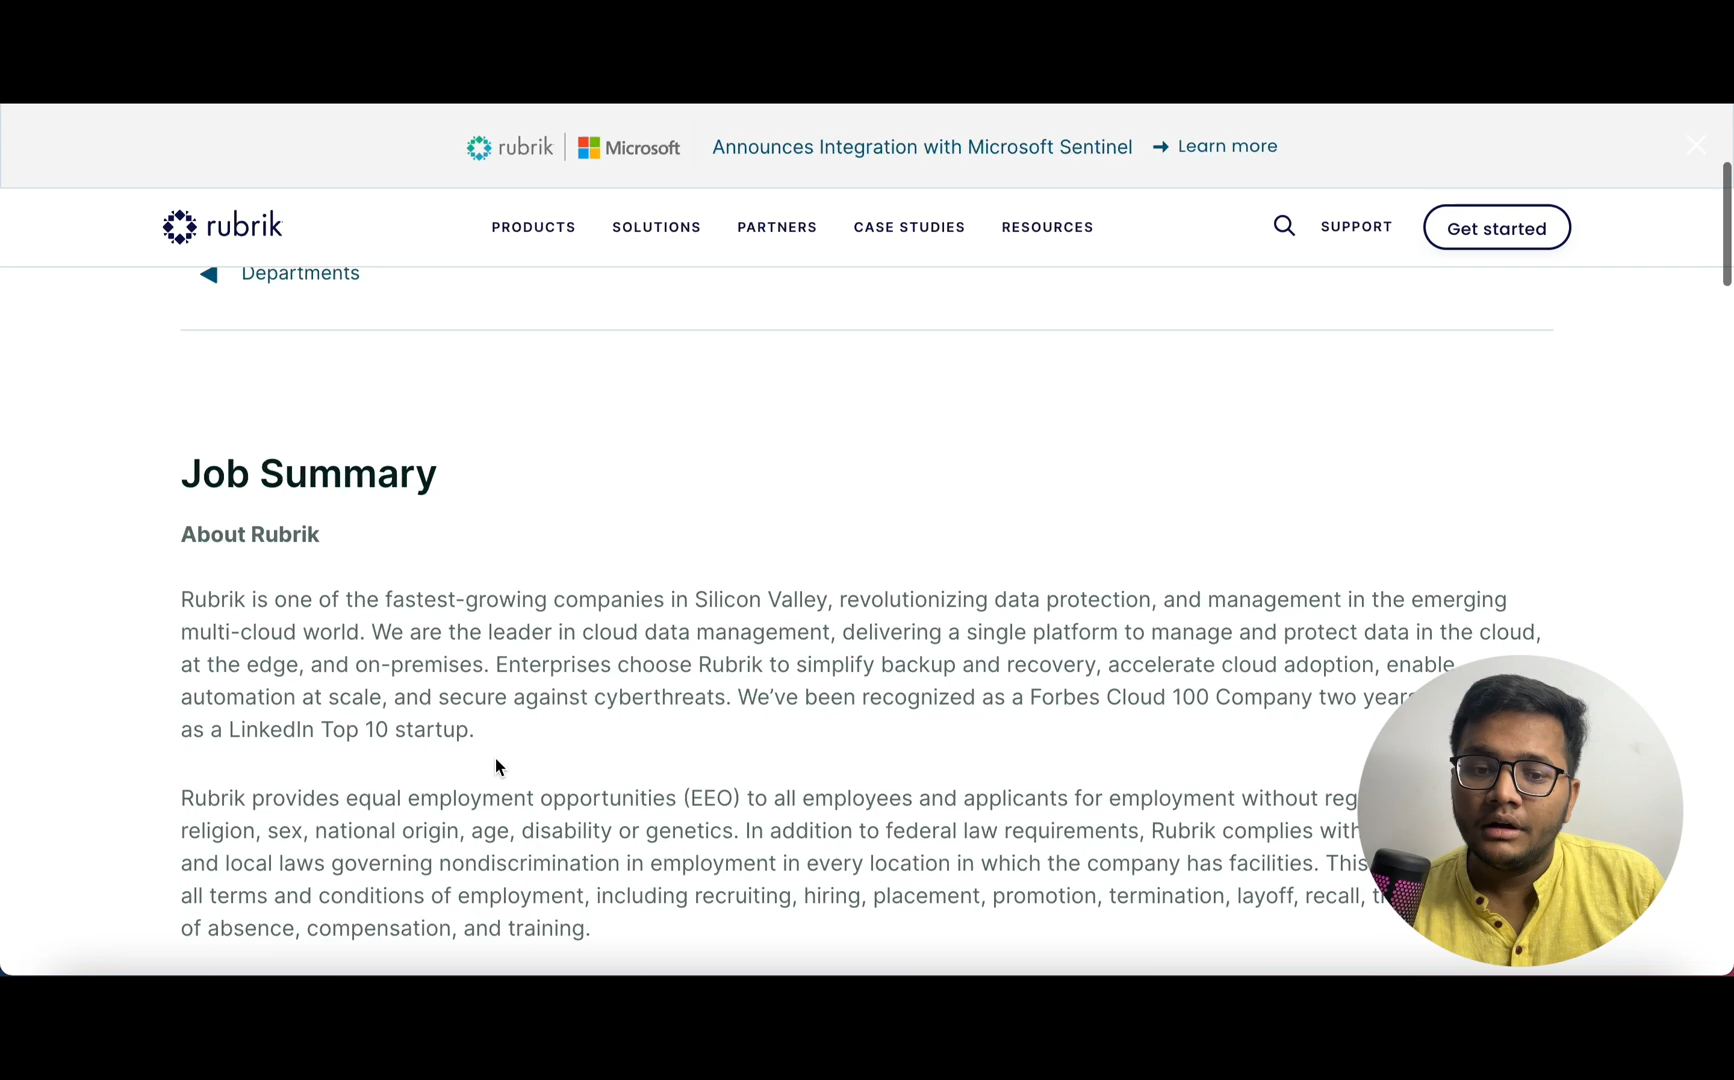 rubrik | Microsoft Announces Integration with Microsoft Sentinel → Learn more
rubrik PRODUCTS SOLUTIONS PARTNERS CASE STUDIES RESOURCES SUPPORT Get started
Departments
Job Summary
About Rubrik
Rubrik is one of the fastest-growing companies in Silicon Valley, revolutionizing data protection, and management in the emerging
multi-cloud world. We are the leader in cloud data management, delivering a single platform to manage and protect data in the cloud,
at the edge, and on-premises. Enterprises choose Rubrik to simplify backup and recovery, accelerate cloud adoption, enable
automation at scale, and secure against cyberthreats. We’ve been recognized as a Forbes Cloud 100 Company two years
as a LinkedIn Top 10 startup.
Rubrik provides equal employment opportunities (EEO) to all employees and applicants for employment without
religion, sex, national origin, age, disability or genetics. In addition to federal law requirements, Rubrik complies with
and local laws governing nondiscrimination in employment in every location in which the company has facilities. This
all terms and conditions of employment, including recruiting, hiring, placement, promotion, termination, layoff, recall,
of absence, compensation, and training.